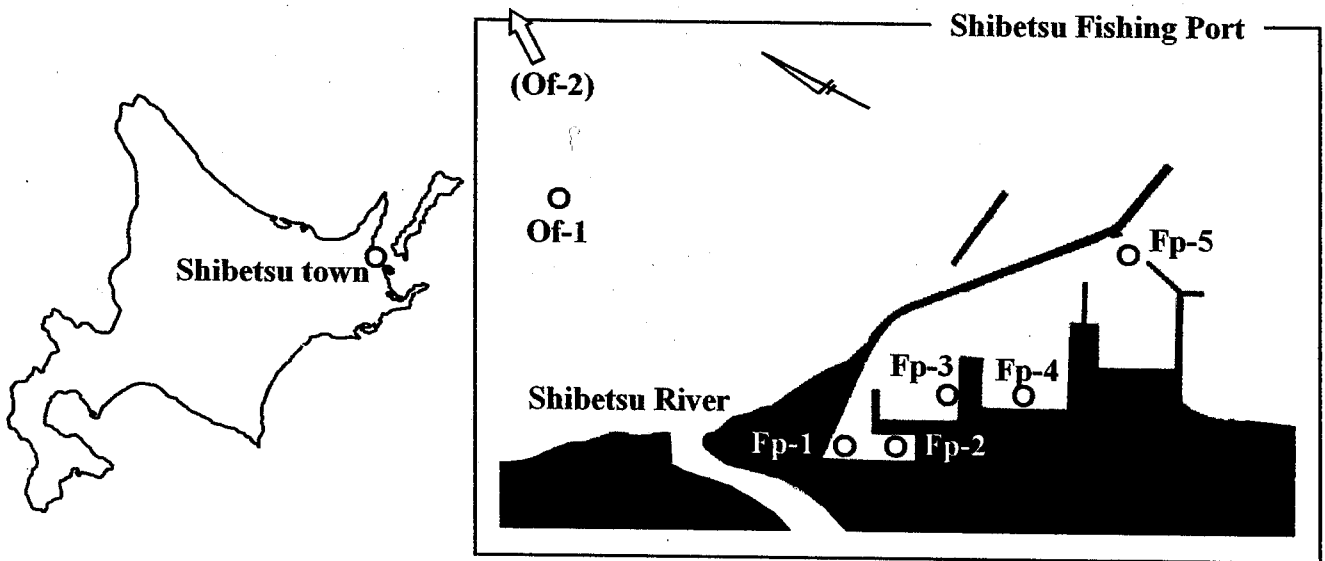 Shibetsu Fishing Port
(Of-2)
Of-1
Shibetsu town
Fp-5
Fp-3
Fp-4
Shibetsu River
Fp-1
Fp-2